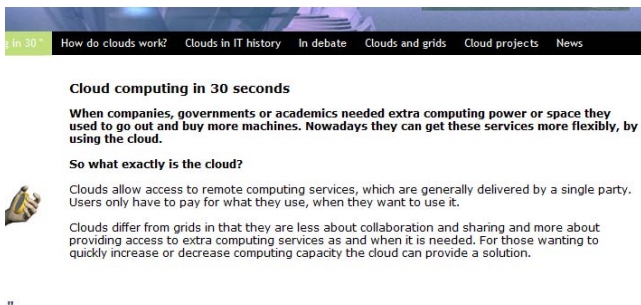 in 30" How do clouds work? Clouds in IT history In debate Clouds and grids Cloud projects News
Cloud computing in 30 seconds
When companies, governments or academics needed extra computing power or space they
used to go out and buy more machines. Nowadays they can get these services more flexibly, by
using the cloud.
So what exactly is the cloud?
Clouds allow access to remote computing services, which are generally delivered by a single party.
Users only have to pay for what they use, when they want to use it.
Clouds differ from grids in that they are less about collaboration and sharing and more about
providing access to extra computing services as and when it is needed. For those wanting to
quickly increase or decrease computing capacity the cloud can provide a solution.
"